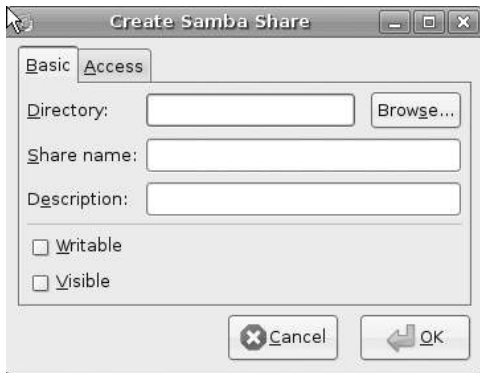 Create Samba Share
Basic Access
Directory: Browse...
Share name:
Description:
Writable
Visible
Cancel OK